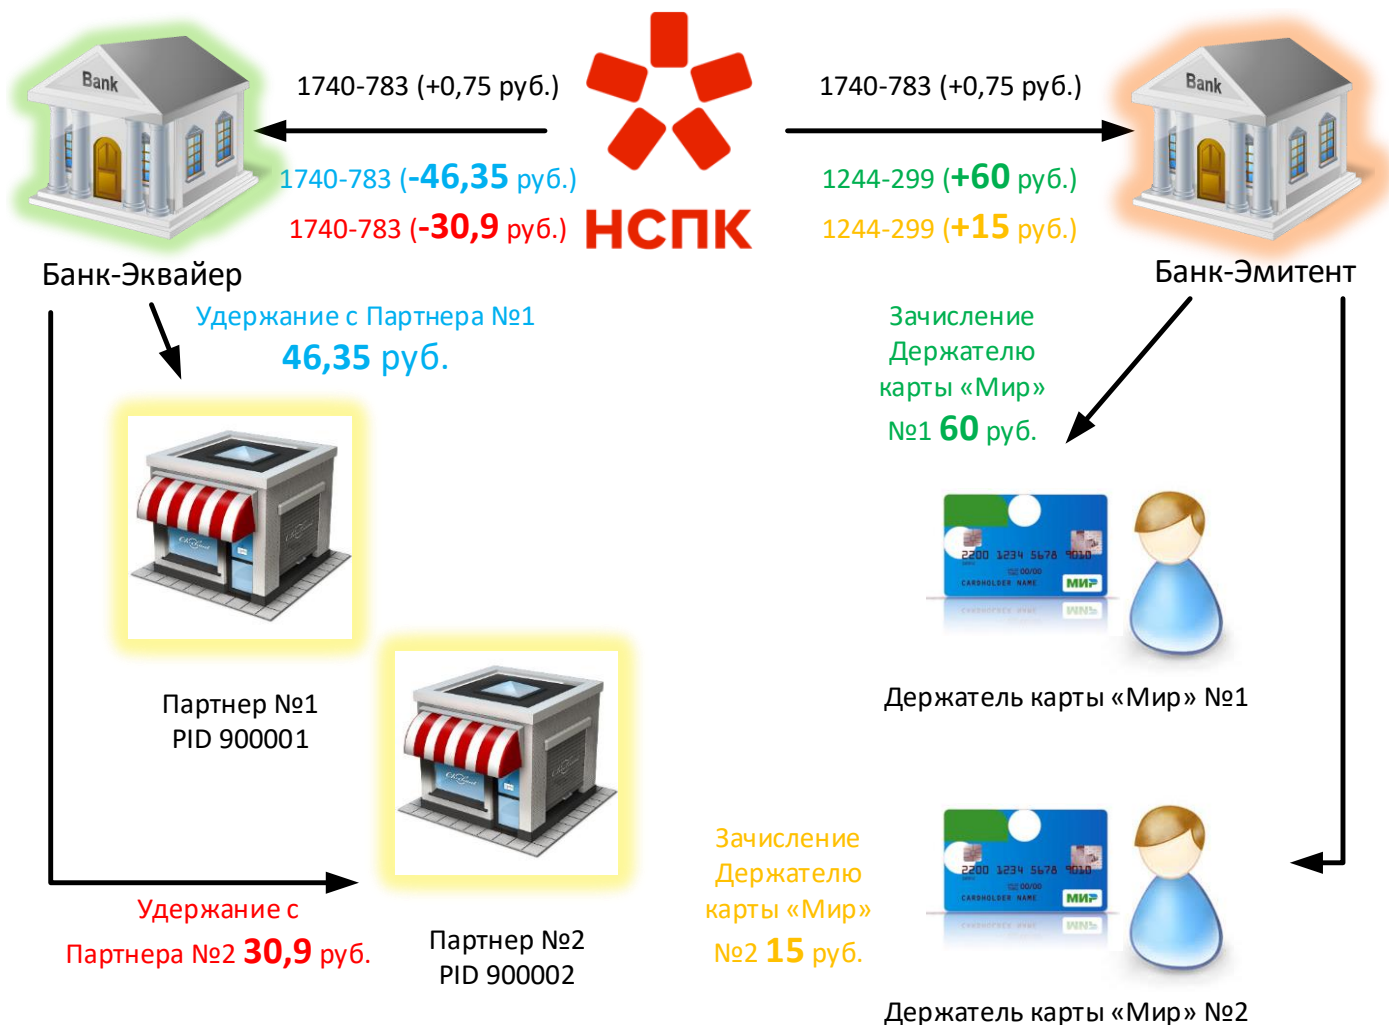 Bank
1740-783 (+0,75 руб.)
1740-783 (-46,35 руб.)
1740-783 (-30,9 руб.)
НСПК
1740-783 (+0,75 руб.)
1244-299 (+60 руб.)
1244-299 (+15 руб.)
Bank
Банк-Эквайер
Банк-Эмитент
Удержание с Партнера №1
46,35 руб.
Зачисление
Держателю
карты «Мир»
№1 60 руб.
2200 1234 5678 9010
00/00
CARDHOLDER NAME
МИР
Держатель карты «Мир» №1
Партнер №1
PID 900001
Удержание с
Партнера №2 30,9 руб.
Партнер №2
PID 900002
Зачисление
Держателю
карты «Мир»
№2 15 руб.
2200 1234 5678 9010
00/00
CARDHOLDER NAME
МИР
Держатель карты «Мир» №2